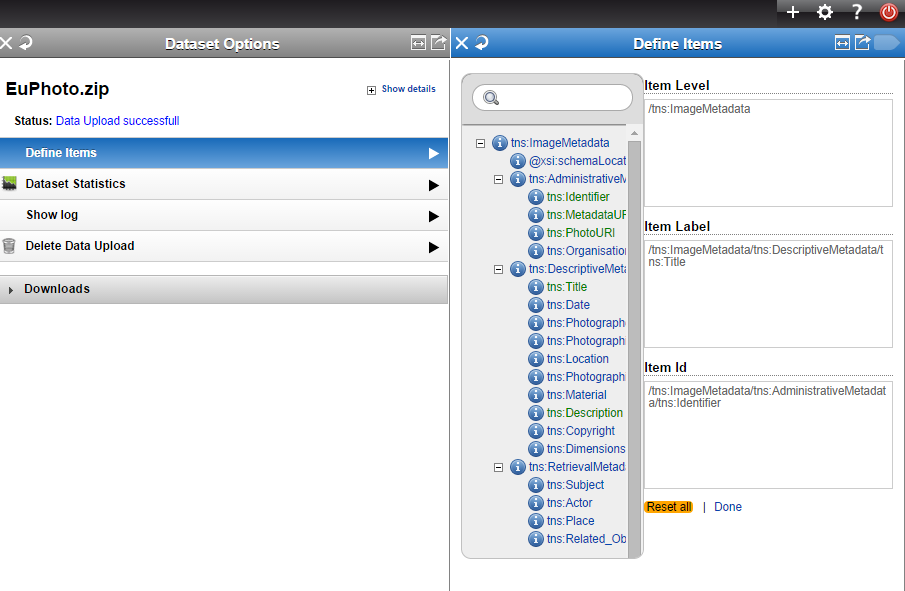 Dataset Options
EuPhoto.zip
Show details
Status: Data Upload successfull
Define Items
Dataset Statistics
Show log
Delete Data Upload
Downloads
Define Items
tns:ImageMetadata
@xsi:schemaLocat
tns:AdministrativeM
tns:Identifier
tns:MetadataUR
tns:PhotoURI
tns:Organisation
tns:DescriptiveMeta
tns:Title
tns:Date
tns:Photograph
tns:Photograph
tns:Location
tns:Photograph
tns:Material
tns:Description
tns:Copyright
tns:Dimensions
tns:RetrievalMetad
tns:Subject
tns:Actor
tns:Place
tns:Related_Ob
Item Level
/tns:ImageMetadata
Item Label
/tns:ImageMetadata/tns:DescriptiveMetadata/t
ns:Title
Item Id
/tns:ImageMetadata/tns:AdministrativeMetadat
a/tns:Identifier
Reset all | Done